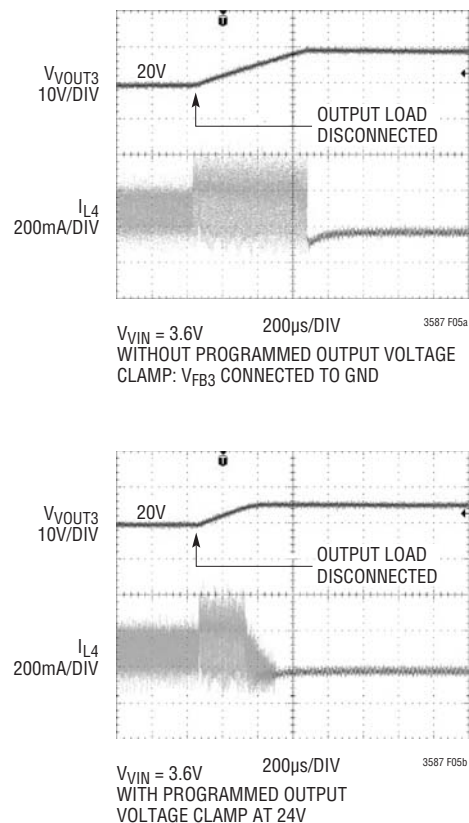 VVOUT3
10V/DIV
20V
OUTPUT LOAD
DISCONNECTED
IL4
200mA/DIV
VVIN = 3.6V
200µs/DIV
3587 F05a
WITHOUT PROGRAMMED OUTPUT VOLTAGE
CLAMP: VFB3 CONNECTED TO GND
VVOUT3
10V/DIV
20V
OUTPUT LOAD
DISCONNECTED
IL4
200mA/DIV
VVIN = 3.6V
200µs/DIV
3587 F05b
WITH PROGRAMMED OUTPUT
VOLTAGE CLAMP AT 24V